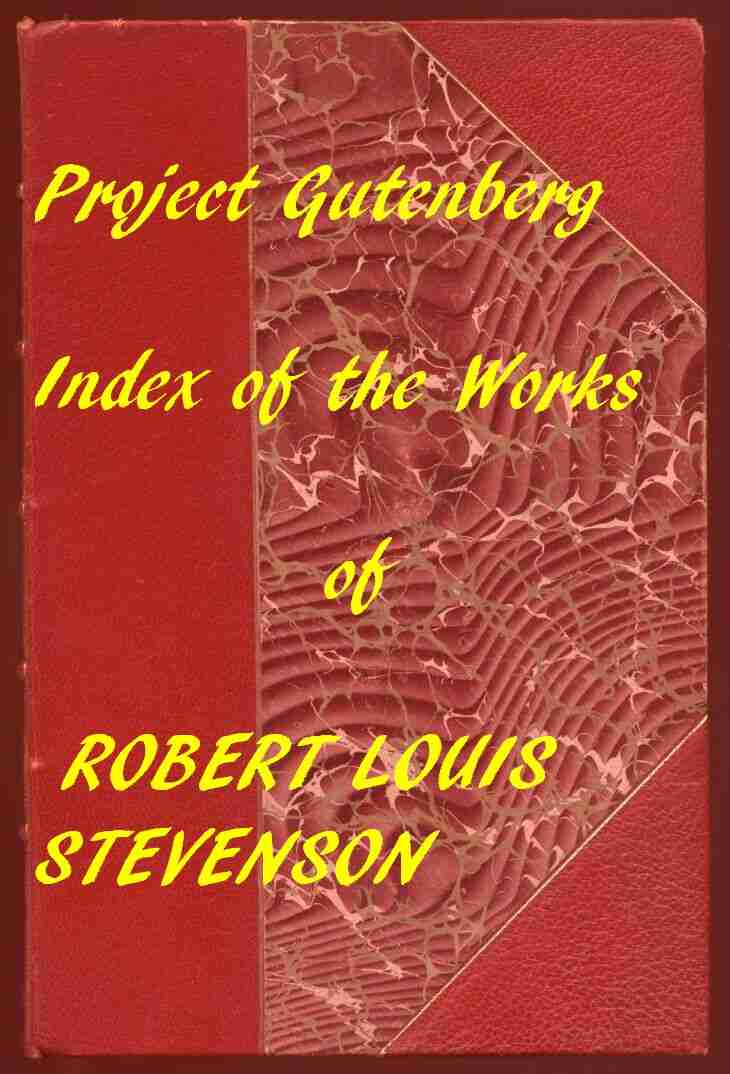 Project Gutenberg
Index of the Works
of
ROBERT LOUIS
STEVENSON